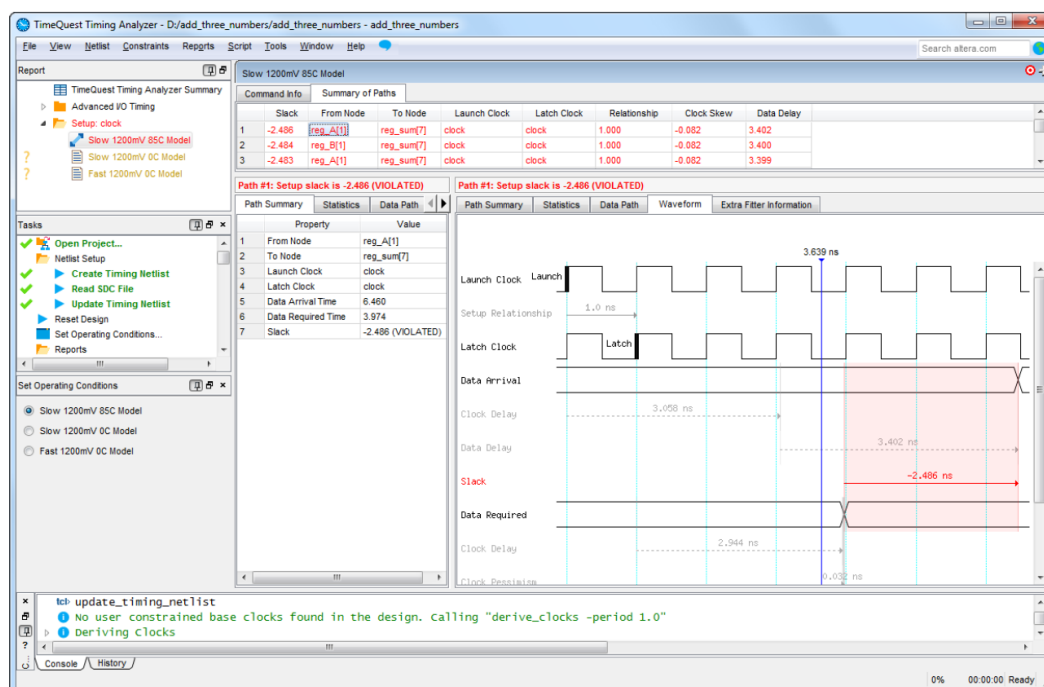 TimeQuest Timing Analyzer - D:/add_three_numbers/add_three_numbers - add_three_numbers
File View Netlist Constraints Reports Script Tools Window Help
Search altera.com
Report
TimeQuest Timing Analyzer Summary
Advanced I/O Timing
Setup: clock
Slow 1200mV 85C Model
? Slow 1200mV 0C Model
? Fast 1200mV 0C Model
Slow 1200mV 85C Model
Command Info Summary of Paths
Slack From Node To Node Launch Clock Latch Clock Relationship Clock Skew Data Delay
1 -2.486 reg_A[1] reg_sum[7] clock clock 1.000 -0.082 3.402
2 -2.484 reg_B[1] reg_sum[7] clock clock 1.000 -0.082 3.400
3 -2.483 reg_A[1] reg_sum[7] clock clock 1.000 -0.082 3.399
Tasks
Open Project...
Netlist Setup
Create Timing Netlist
Read SDC File
Update Timing Netlist
Reset Design
Set Operating Conditions...
Reports
Set Operating Conditions
Slow 1200mV 85C Model
Slow 1200mV 0C Model
Fast 1200mV 0C Model
Path #1: Setup slack is -2.486 (VIOLATED)
Path Summary Statistics Data Path
Property Value
1 From Node reg_A[1]
2 To Node reg_sum[7]
3 Launch Clock clock
4 Latch Clock clock
5 Data Arrival Time 6.460
6 Data Required Time 3.974
7 Slack -2.486 (VIOLATED)
Path #1: Setup slack is -2.486 (VIOLATED)
Path Summary Statistics Data Path Waveform Extra Fitter Information
3.639 ns
Launch Clock Launch
Setup Relationship 1.0 ns
Latch Clock Latch
Data Arrival
Clock Delay 3.058 ns
Data Delay 3.402 ns
Slack -2.486 ns
Data Required
Clock Delay 2.944 ns
Clock Pessimism 0.032 ns
tcl> update_timing_netlist
No user constrained base clocks found in the design. Calling "derive_clocks -period 1.0"
Deriving Clocks
? C...
Console History
0% 00:00:00 Ready